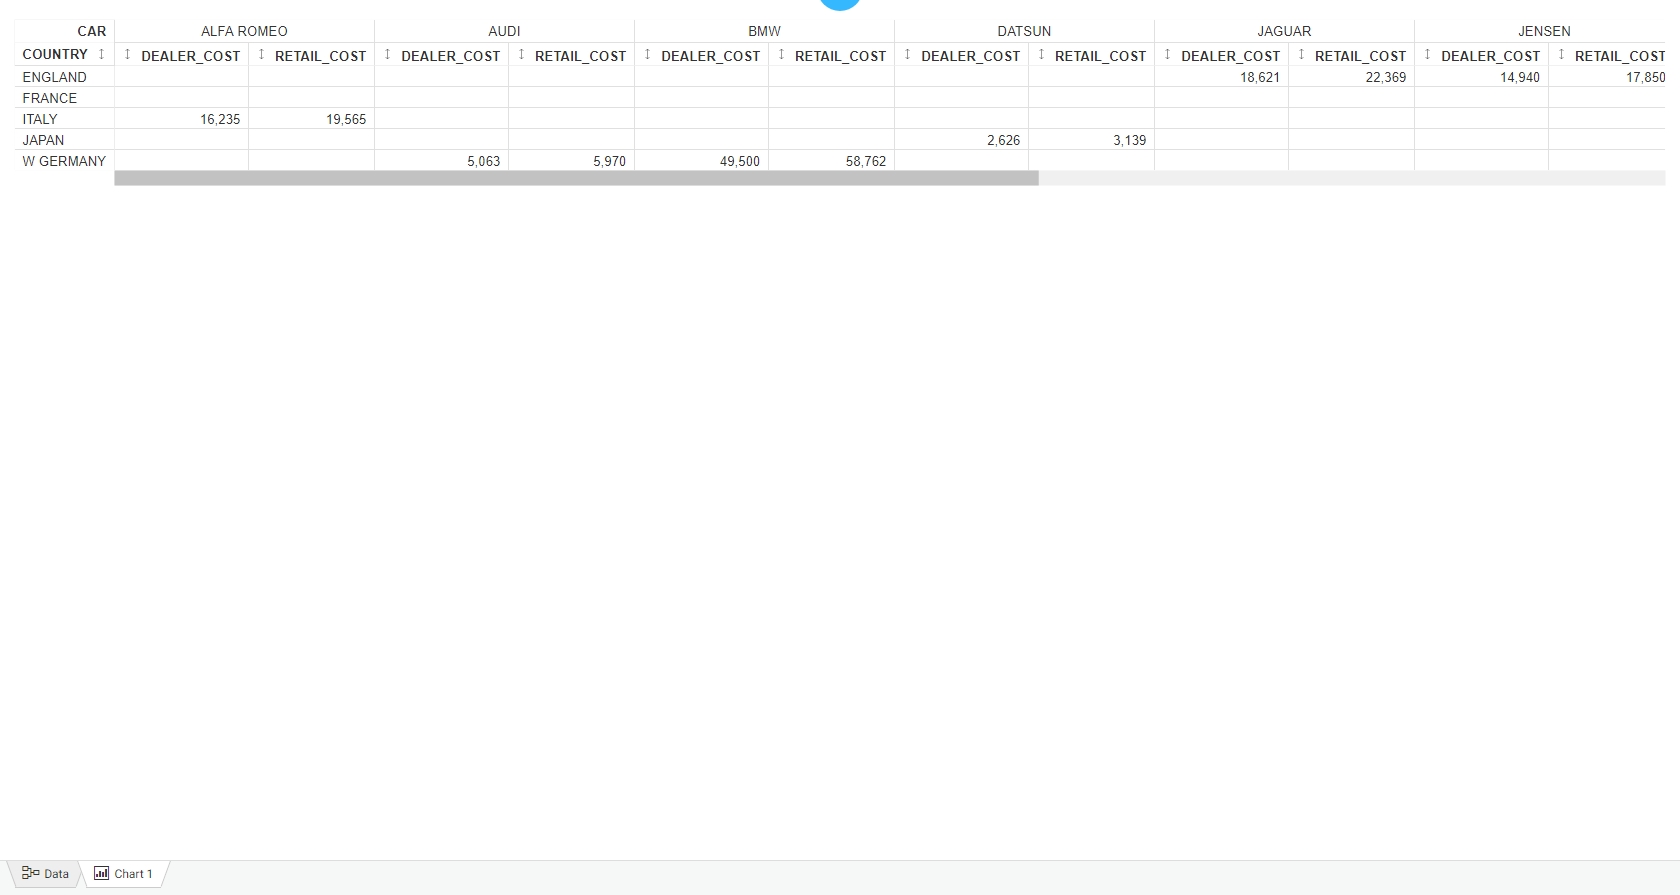 CAR ALFA ROMEO AUDI BMW DATSUN JAGUAR JENSEN
COUNTRY DEALER_COST RETAIL_COST DEALER_COST RETAIL_COST DEALER_COST RETAIL_COST DEALER_COST RETAIL_COST DEALER_COST RETAIL_COST DEALER_COST RETAIL_COST
ENGLAND 18,621 22,369 14,940 17,850
FRANCE
ITALY 16,235 19,565
JAPAN 2,626 3,139
W GERMANY 5,063 5,970 49,500 58,762
Data Chart 1